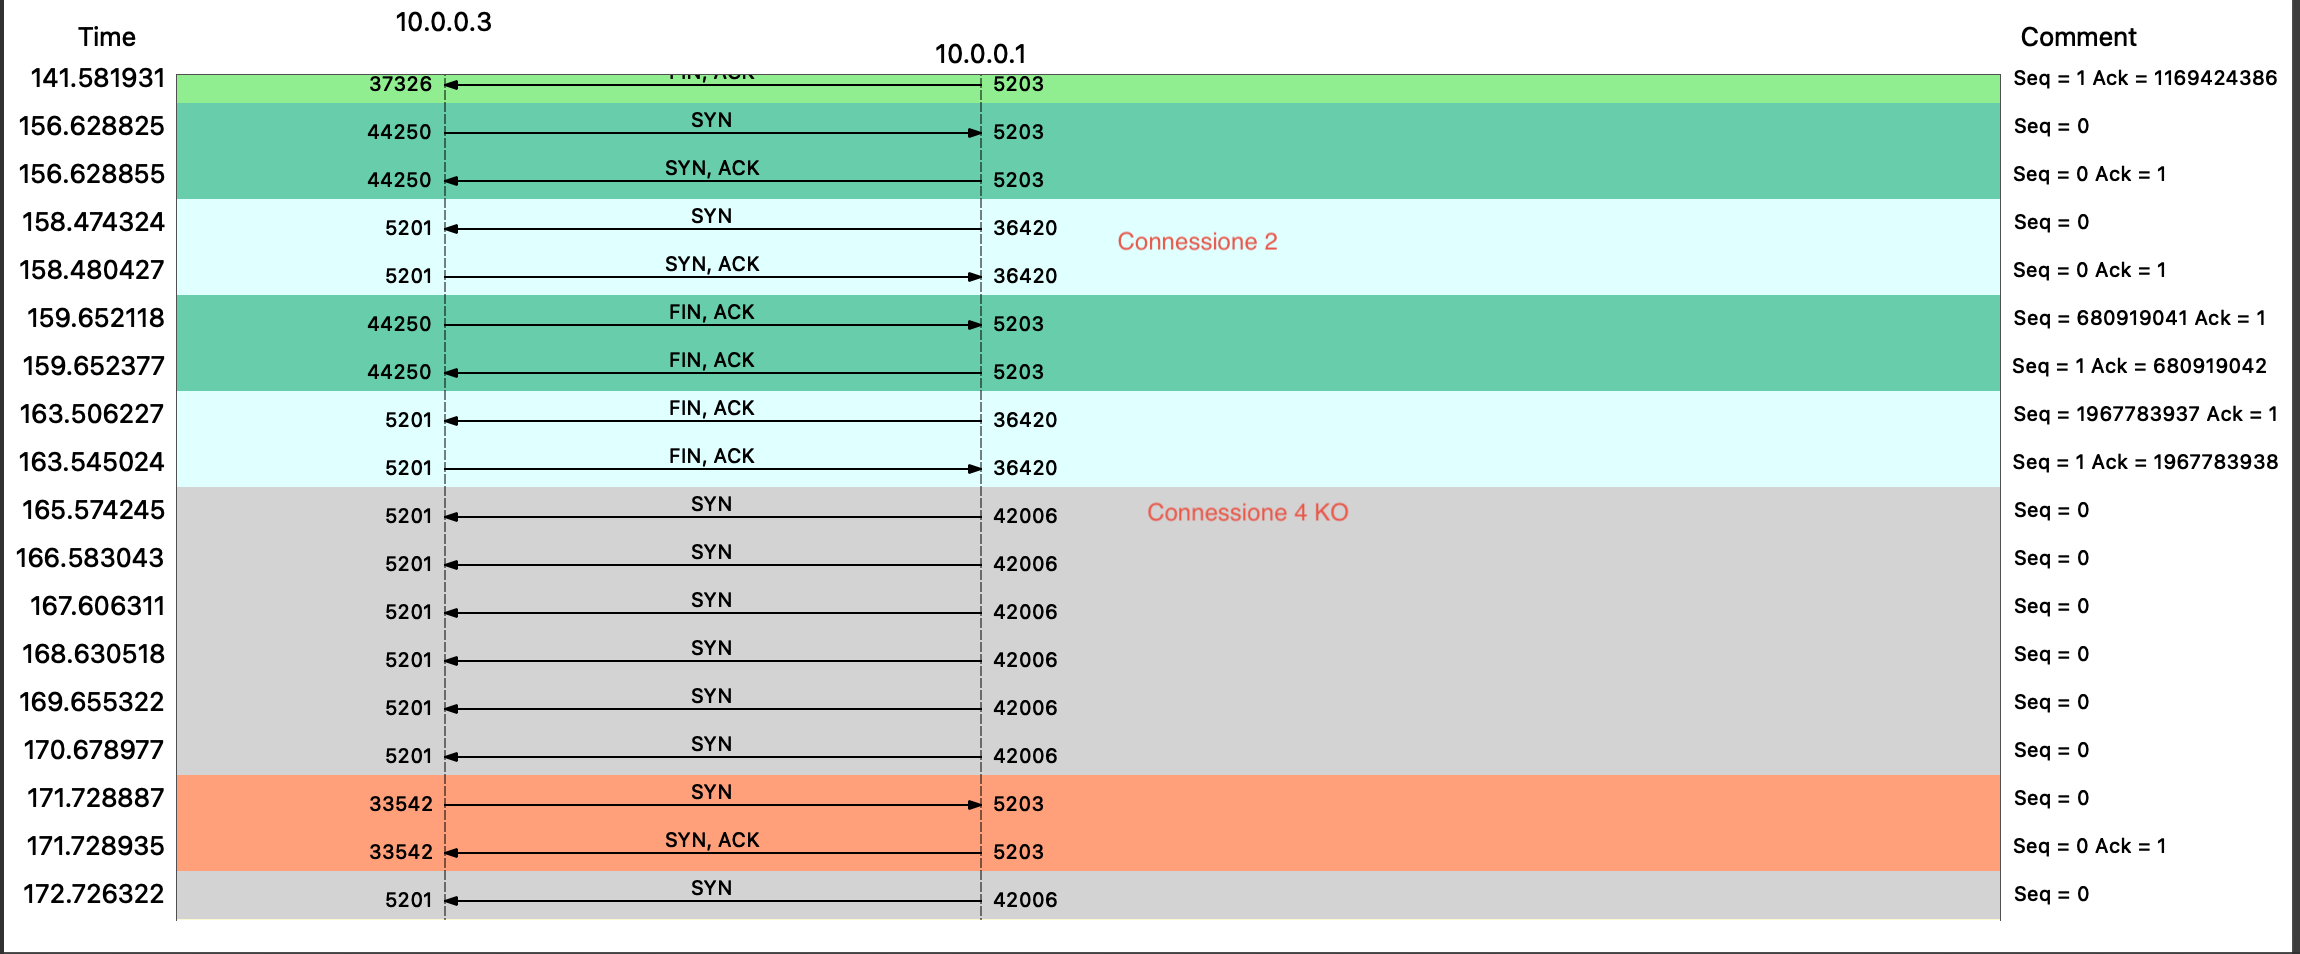 10.0.0.3
Time
Comment
10.0.0.1
141.581931 37326 FIN, ACK 5203 Seq = 1 Ack = 1169424386
156.628825 44250 SYN 5203 Seq = 0
156.628855 44250 SYN, ACK 5203 Seq = 0 Ack = 1
158.474324 5201 SYN 36420 Seq = 0
Connessione 2
158.480427 5201 SYN, ACK 36420 Seq = 0 Ack = 1
159.652118 44250 FIN, ACK 5203 Seq = 680919041 Ack = 1
159.652377 44250 FIN, ACK 5203 Seq = 1 Ack = 680919042
163.506227 5201 FIN, ACK 36420 Seq = 1967783937 Ack = 1
163.545024 5201 FIN, ACK 36420 Seq = 1 Ack = 1967783938
165.574245 5201 SYN 42006 Connessione 4 KO Seq = 0
166.583043 5201 SYN 42006 Seq = 0
167.606311 5201 SYN 42006 Seq = 0
168.630518 5201 SYN 42006 Seq = 0
169.655322 5201 SYN 42006 Seq = 0
170.678977 5201 SYN 42006 Seq = 0
171.728887 33542 SYN 5203 Seq = 0
171.728935 33542 SYN, ACK 5203 Seq = 0 Ack = 1
172.726322 5201 SYN 42006 Seq = 0